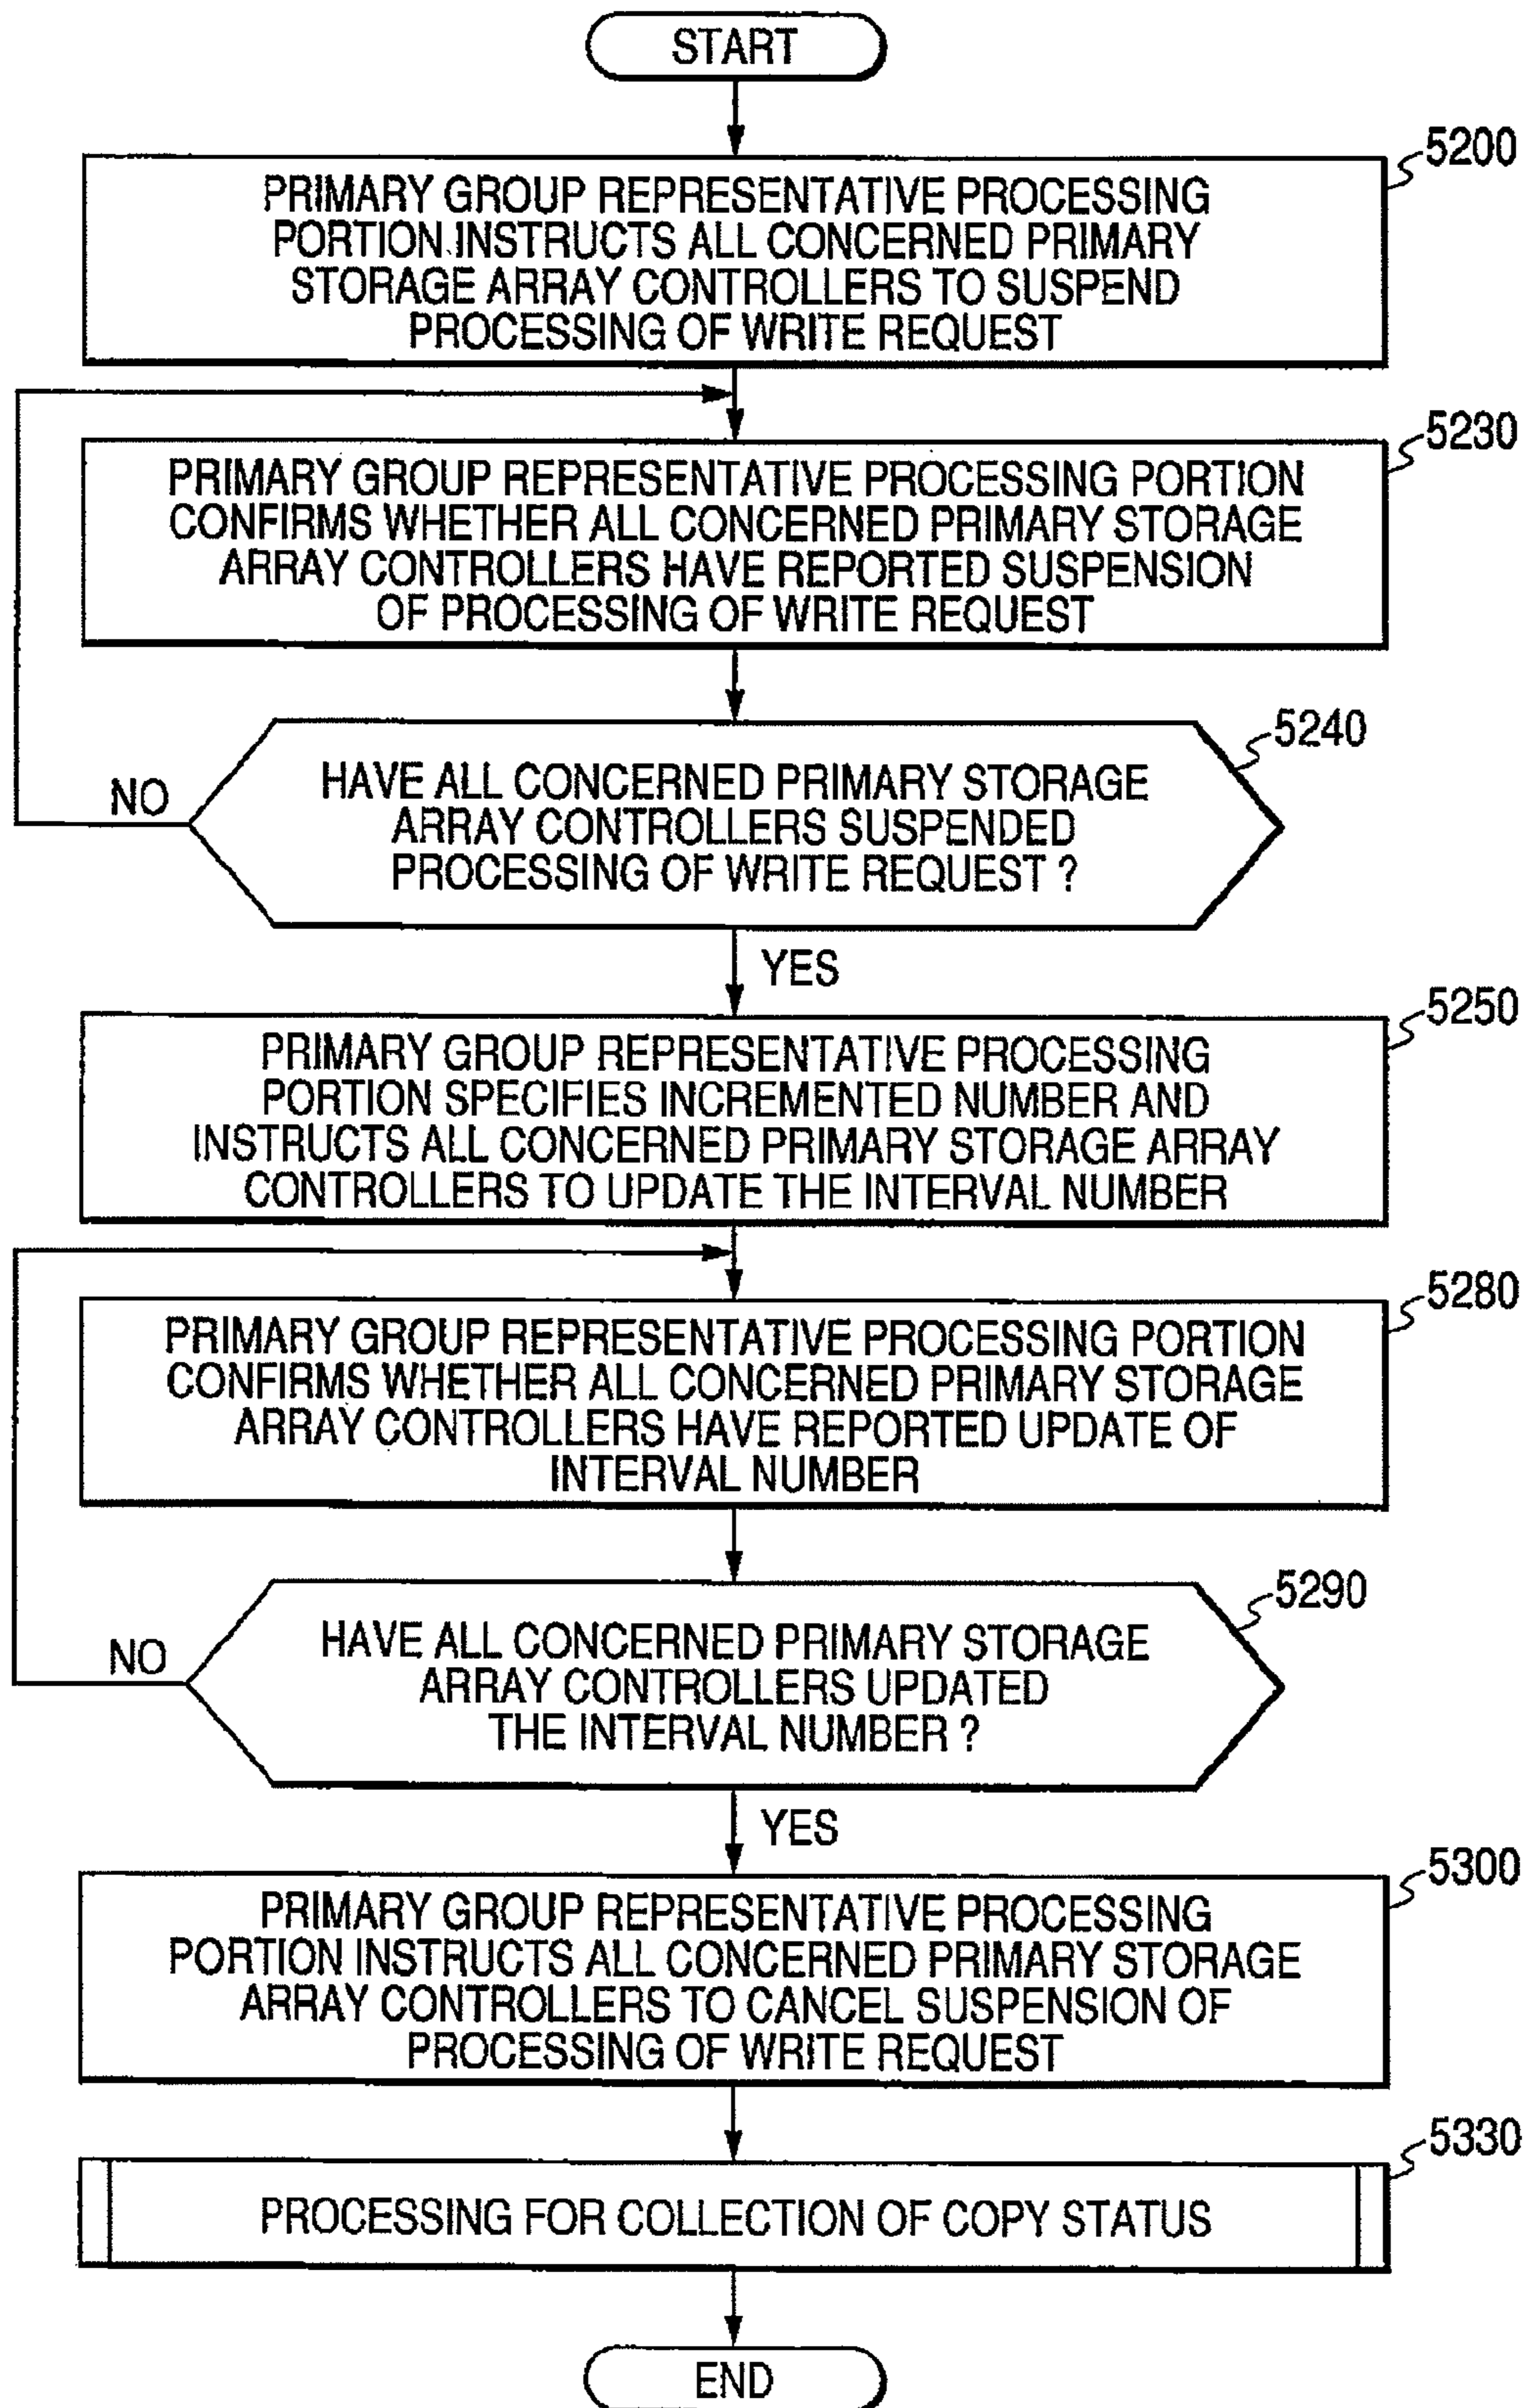 START
5200
PRIMARY GROUP REPRESENTATIVE PROCESSING
PORTION INSTRUCTS ALL CONCERNED PRIMARY
STORAGE ARRAY CONTROLLERS TO SUSPEND
PROCESSING OF WRITE REQUEST
5230
PRIMARY GROUP REPRESENTATIVE PROCESSING PORTION
CONFIRMS WHETHER ALL CONCERNED PRIMARY STORAGE
ARRAY CONTROLLERS HAVE REPORTED SUSPENSION
OF PROCESSING OF WRITE REQUEST
5240
HAVE ALL CONCERNED PRIMARY STORAGE
ARRAY CONTROLLERS SUSPENDED
PROCESSING OF WRITE REQUEST ?
NO
YES
5250
PRIMARY GROUP REPRESENTATIVE PROCESSING
PORTION SPECIFIES INCREMENTED NUMBER AND
INSTRUCTS ALL CONCERNED PRIMARY STORAGE ARRAY
CONTROLLERS TO UPDATE THE INTERVAL NUMBER
5280
PRIMARY GROUP REPRESENTATIVE PROCESSING PORTION
CONFIRMS WHETHER ALL CONCERNED PRIMARY STORAGE
ARRAY CONTROLLERS HAVE REPORTED UPDATE OF
INTERVAL NUMBER
5290
HAVE ALL CONCERNED PRIMARY STORAGE
ARRAY CONTROLLERS UPDATED
THE INTERVAL NUMBER ?
NO
YES
5300
PRIMARY GROUP REPRESENTATIVE PROCESSING
PORTION INSTRUCTS ALL CONCERNED PRIMARY STORAGE
ARRAY CONTROLLERS TO CANCEL SUSPENSION OF
PROCESSING OF WRITE REQUEST
5330
PROCESSING FOR COLLECTION OF COPY STATUS
END